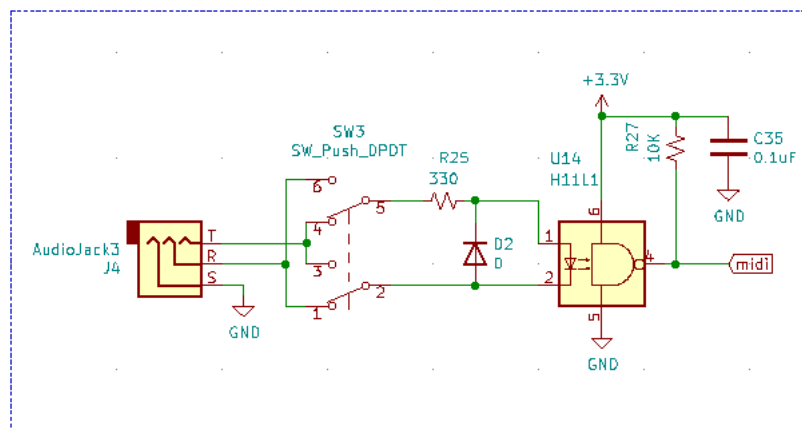 +3.3V
SW3
SW_Push_DPDT
R25
330
U14
H11L1
R27
10K
C35
0.1uF
GND
6
5
4
3
2
1
AudioJack3
J4
T
R
S
GND
D2
D
1
2
6
4
5
midi
GND